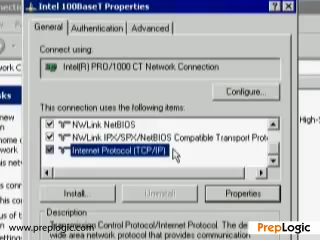 Intel 100BaseT Properties
General Authentication Advanced
Connect using:
Intel(R) PRO/1000 CT Network Connection
Configure...
This connection uses the following items:
NWLink NetBIOS
NWLink IPX/SPX/NetBIOS Compatible Transport Prot
Internet Protocol (TCP/IP)
Install... Uninstall Properties
Description
Transmission Control Protocol/Internet Protocol. The de
wide area network protocol that provides communication
www.preplogic.com
PrepLogic